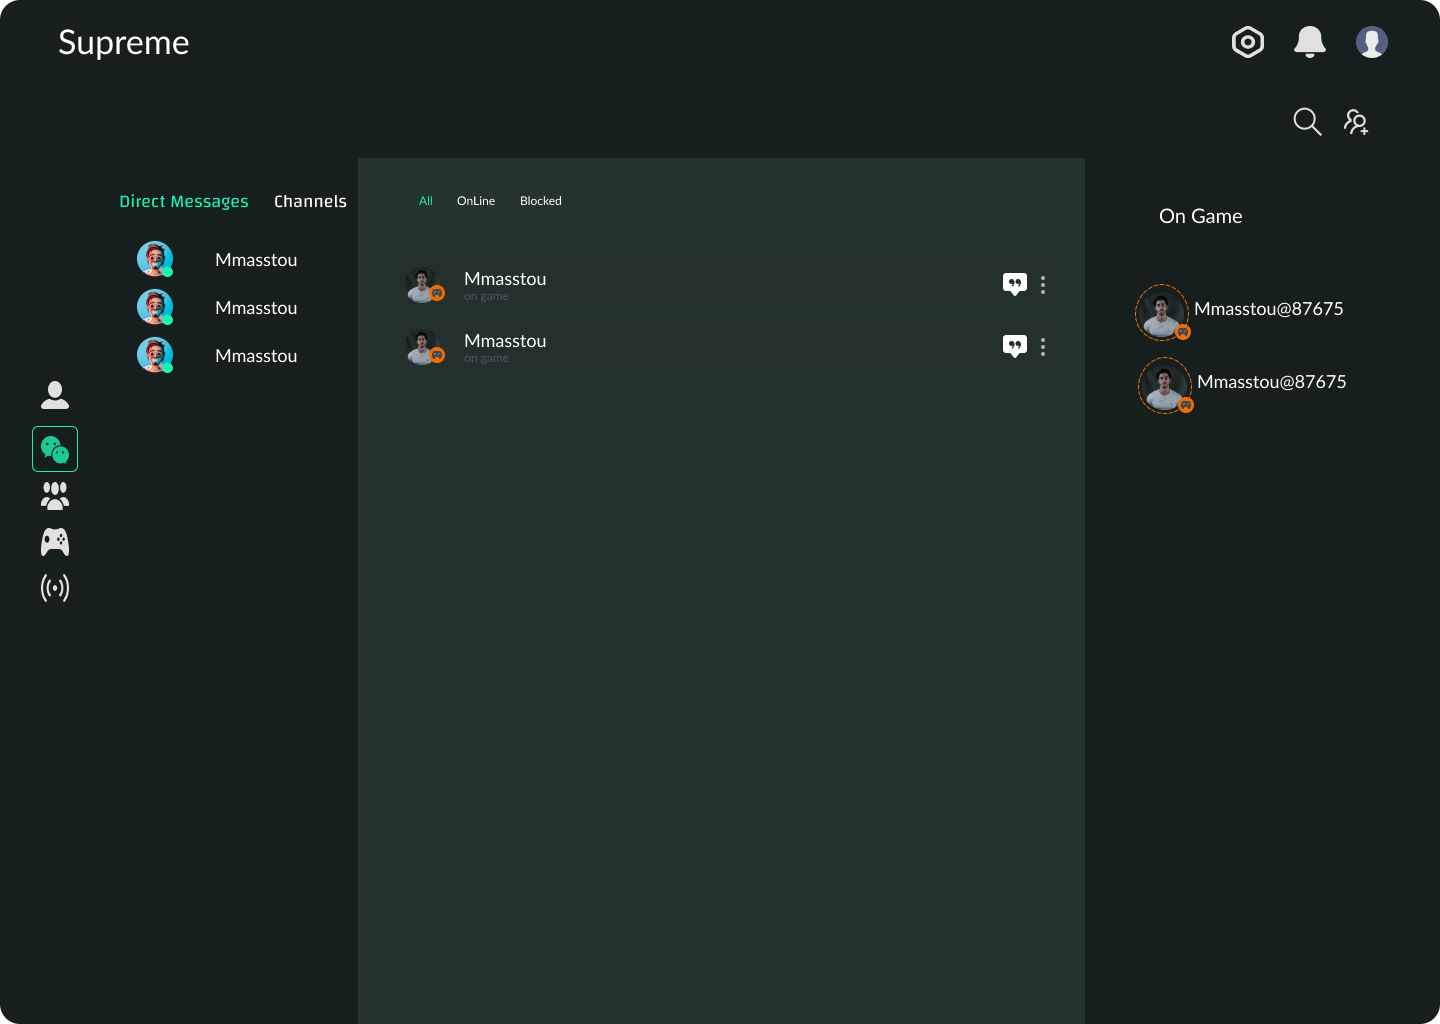 Supreme
Direct Messages
Channels
Mmasstou
Mmasstou
Mmasstou
All
OnLine
Blocked
Mmasstou
on game
Mmasstou
on game
On Game
Mmasstou@87675
Mmasstou@87675